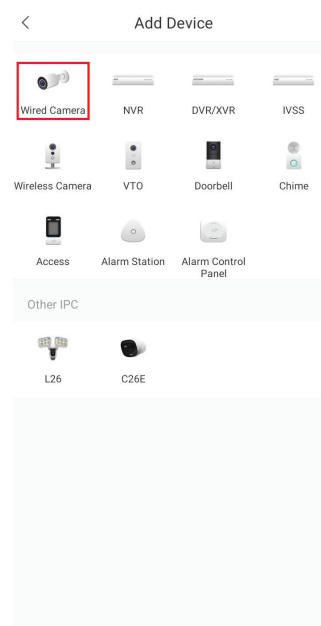 Add Device
Wired Camera NVR DVR/XVR IVSS
Wireless Camera VTO Doorbell Chime
Access Alarm Station Alarm Control
Panel
Other IPC
L26 C26E